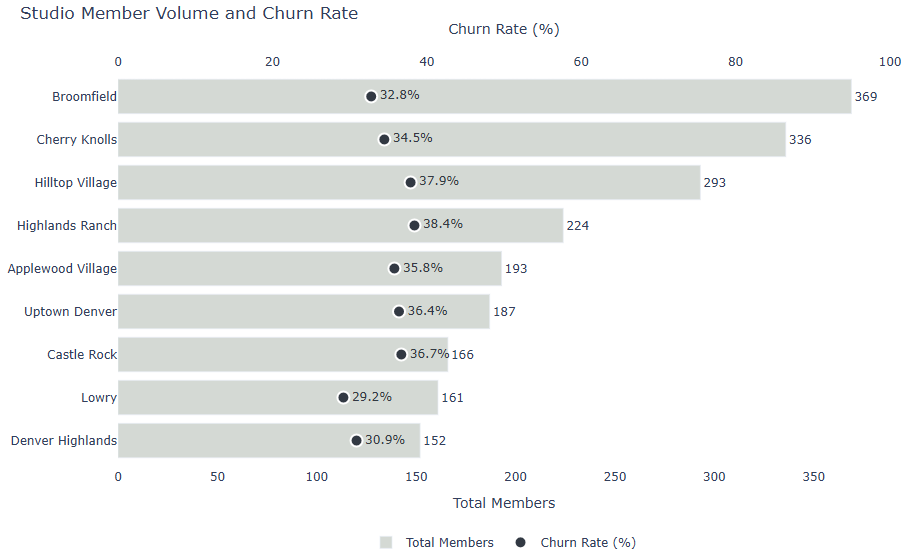 Studio Member Volume and Churn Rate
Churn Rate (%)
0 20 40 60 80 100
Broomfield 32.8% 369
Cherry Knolls 34.5% 336
Hilltop Village 37.9% 293
Highlands Ranch 38.4% 224
Applewood Village 35.8% 193
Uptown Denver 36.4% 187
Castle Rock 36.7% 166
Lowry 29.2% 161
Denver Highlands 30.9% 152
0 50 100 150 200 250 300 350
Total Members
Total Members Churn Rate (%)